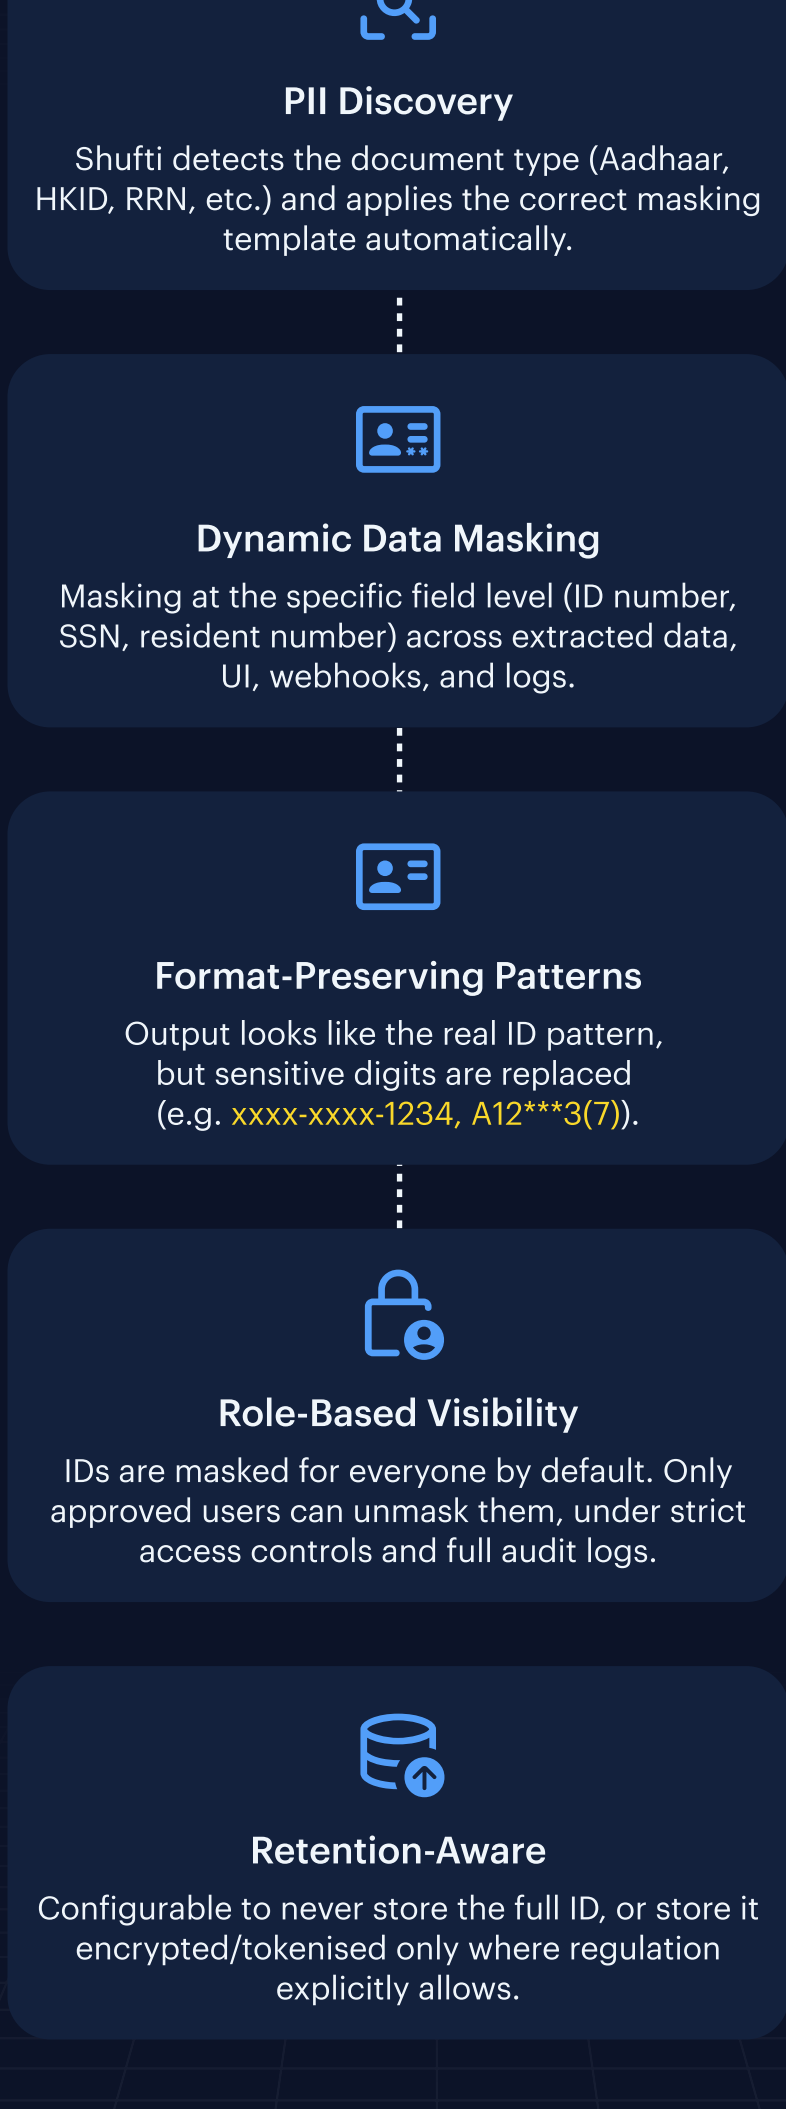 PII Discovery
Shufti detects the document type (Aadhaar,
HKID, RRN, etc.) and applies the correct masking
template automatically.
Dynamic Data Masking
Masking at the specific field level (ID number,
SSN, resident number) across extracted data,
UI, webhooks, and logs.
Format-Preserving Patterns
Output looks like the real ID pattern,
but sensitive digits are replaced
(e.g. xxxx-xxxx-1234, A12***3(7)).
Role-Based Visibility
IDs are masked for everyone by default. Only
approved users can unmask them, under strict
access controls and full audit logs.
Retention-Aware
Configurable to never store the full ID, or store it
encrypted/tokenised only where regulation
explicitly allows.